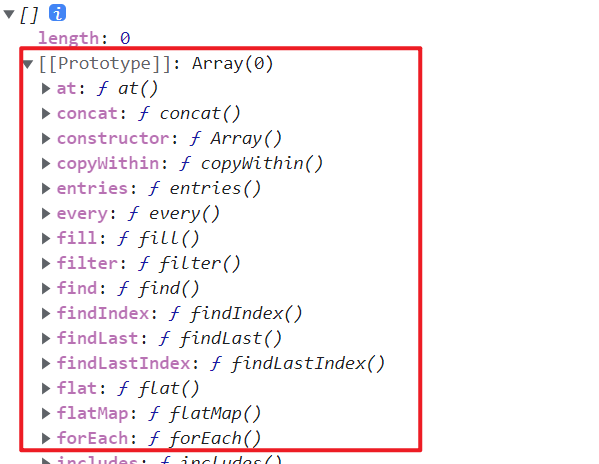 [] i
length: 0
[[Prototype]]: Array(0)
at: ƒ at()
concat: ƒ concat()
constructor: ƒ Array()
copyWithin: ƒ copyWithin()
entries: ƒ entries()
every: ƒ every()
fill: ƒ fill()
filter: ƒ filter()
find: ƒ find()
findIndex: ƒ findIndex()
findLast: ƒ findLast()
findLastIndex: ƒ findLastIndex()
flat: ƒ flat()
flatMap: ƒ flatMap()
forEach: ƒ forEach()
includes: ƒ includes()